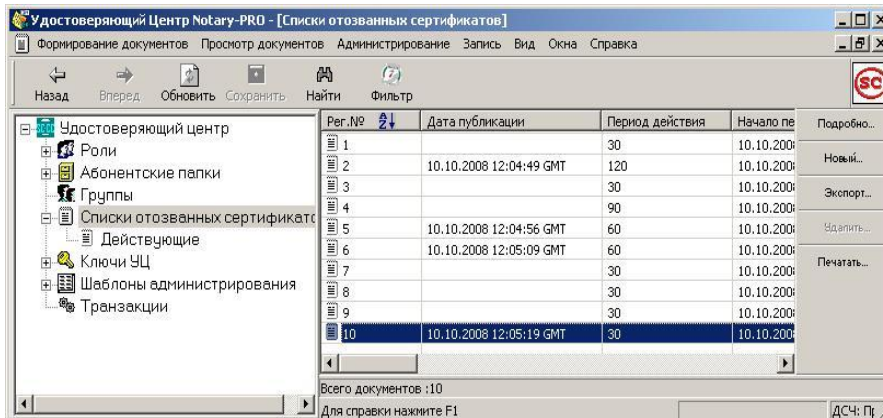 Удостоверяющий Центр Notary-PRO - [Списки отозванных сертификатов]
Формирование документов Просмотр документов Администрирование Запись Вид Окна Справка
Назад Вперед Обновить Сохранить Найти Фильтр
SC
Удостоверяющий центр
Роли
Абонентские папки
Группы
Списки отозванных сертификато
Действующие
Ключи УЦ
Шаблоны администрирования
Транзакции
Рег.№ Дата публикации Период действия Начало пе
1 30 10.10.200
2 10.10.2008 12:04:49 GMT 120 10.10.200
3 30 10.10.200
4 90 10.10.200
5 10.10.2008 12:04:56 GMT 60 10.10.200
6 10.10.2008 12:05:09 GMT 60 10.10.200
7 30 10.10.200
8 30 10.10.200
9 30 10.10.200
10 10.10.2008 12:05:19 GMT 30 10.10.200
Подробно...
Новый...
Экспорт...
Удалить...
Печатать...
Всего документов :10
Для справки нажмите F1
ДСЧ: